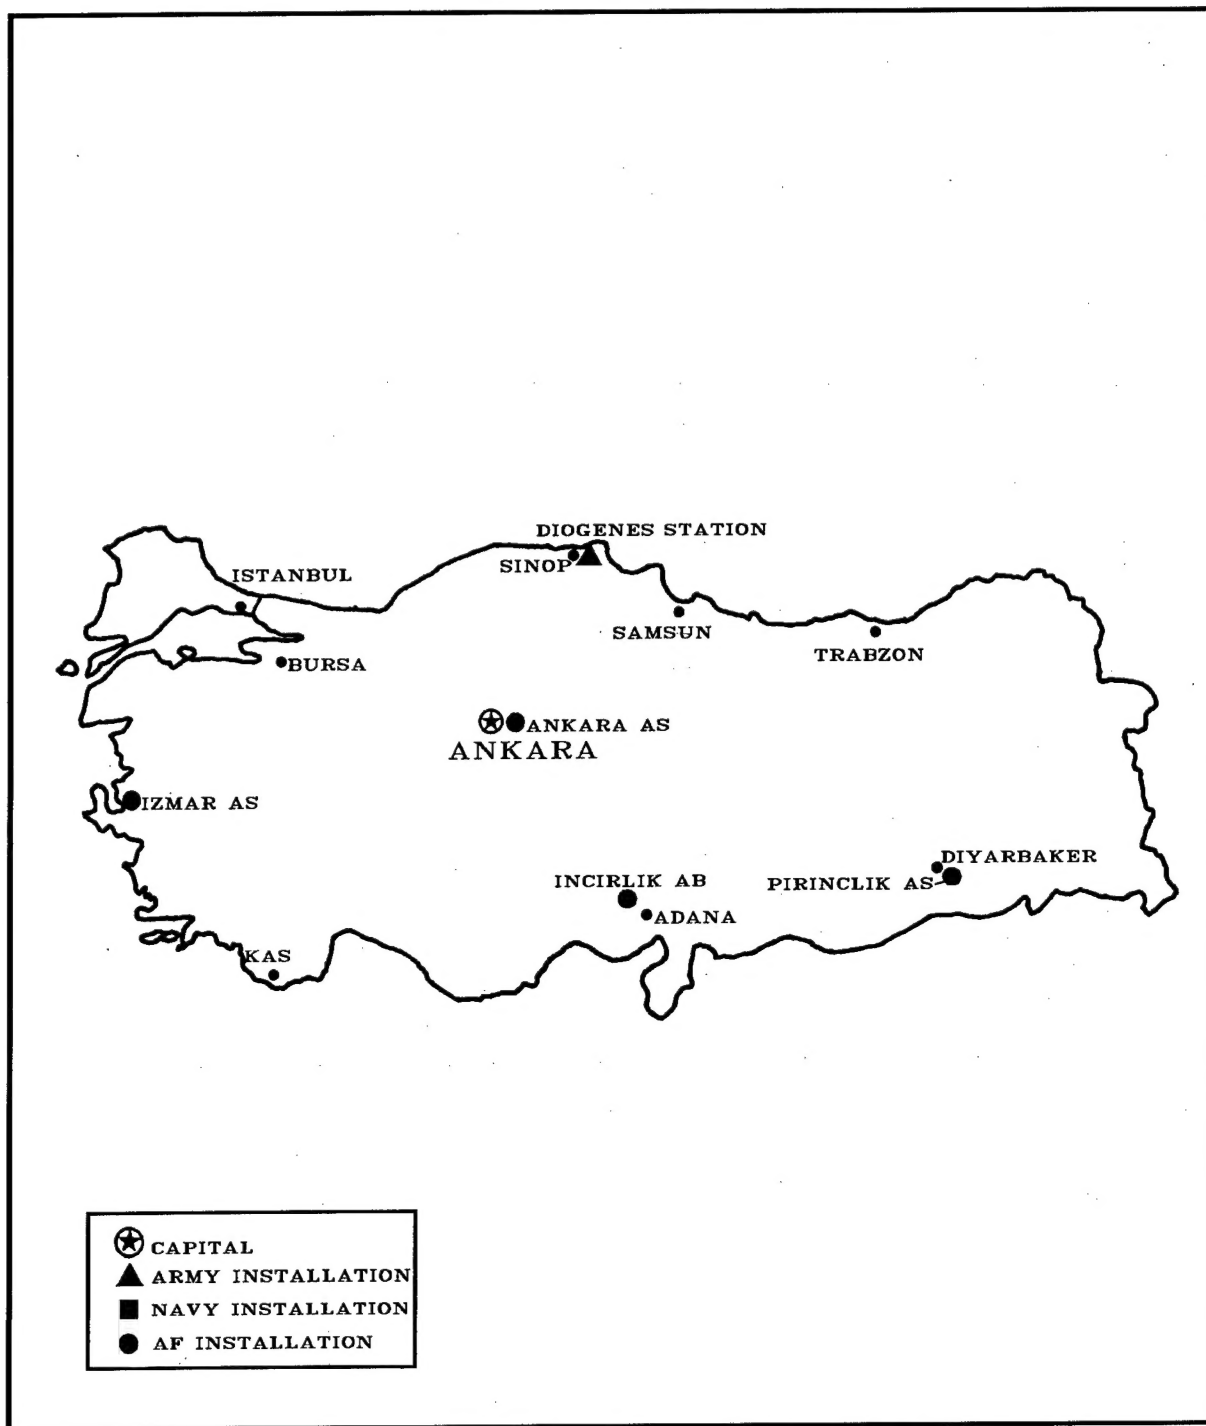 DIOGENES STATION
SINOP
ISTANBUL
SAMSUN
TRABZON
BURSA
ANKARA AS
ANKARA
IZMAR AS
DIYARBAKER
PIRINCLIK AS
INCIRLIK AB
ADANA
KAS
CAPITAL
ARMY INSTALLATION
NAVY INSTALLATION
AF INSTALLATION